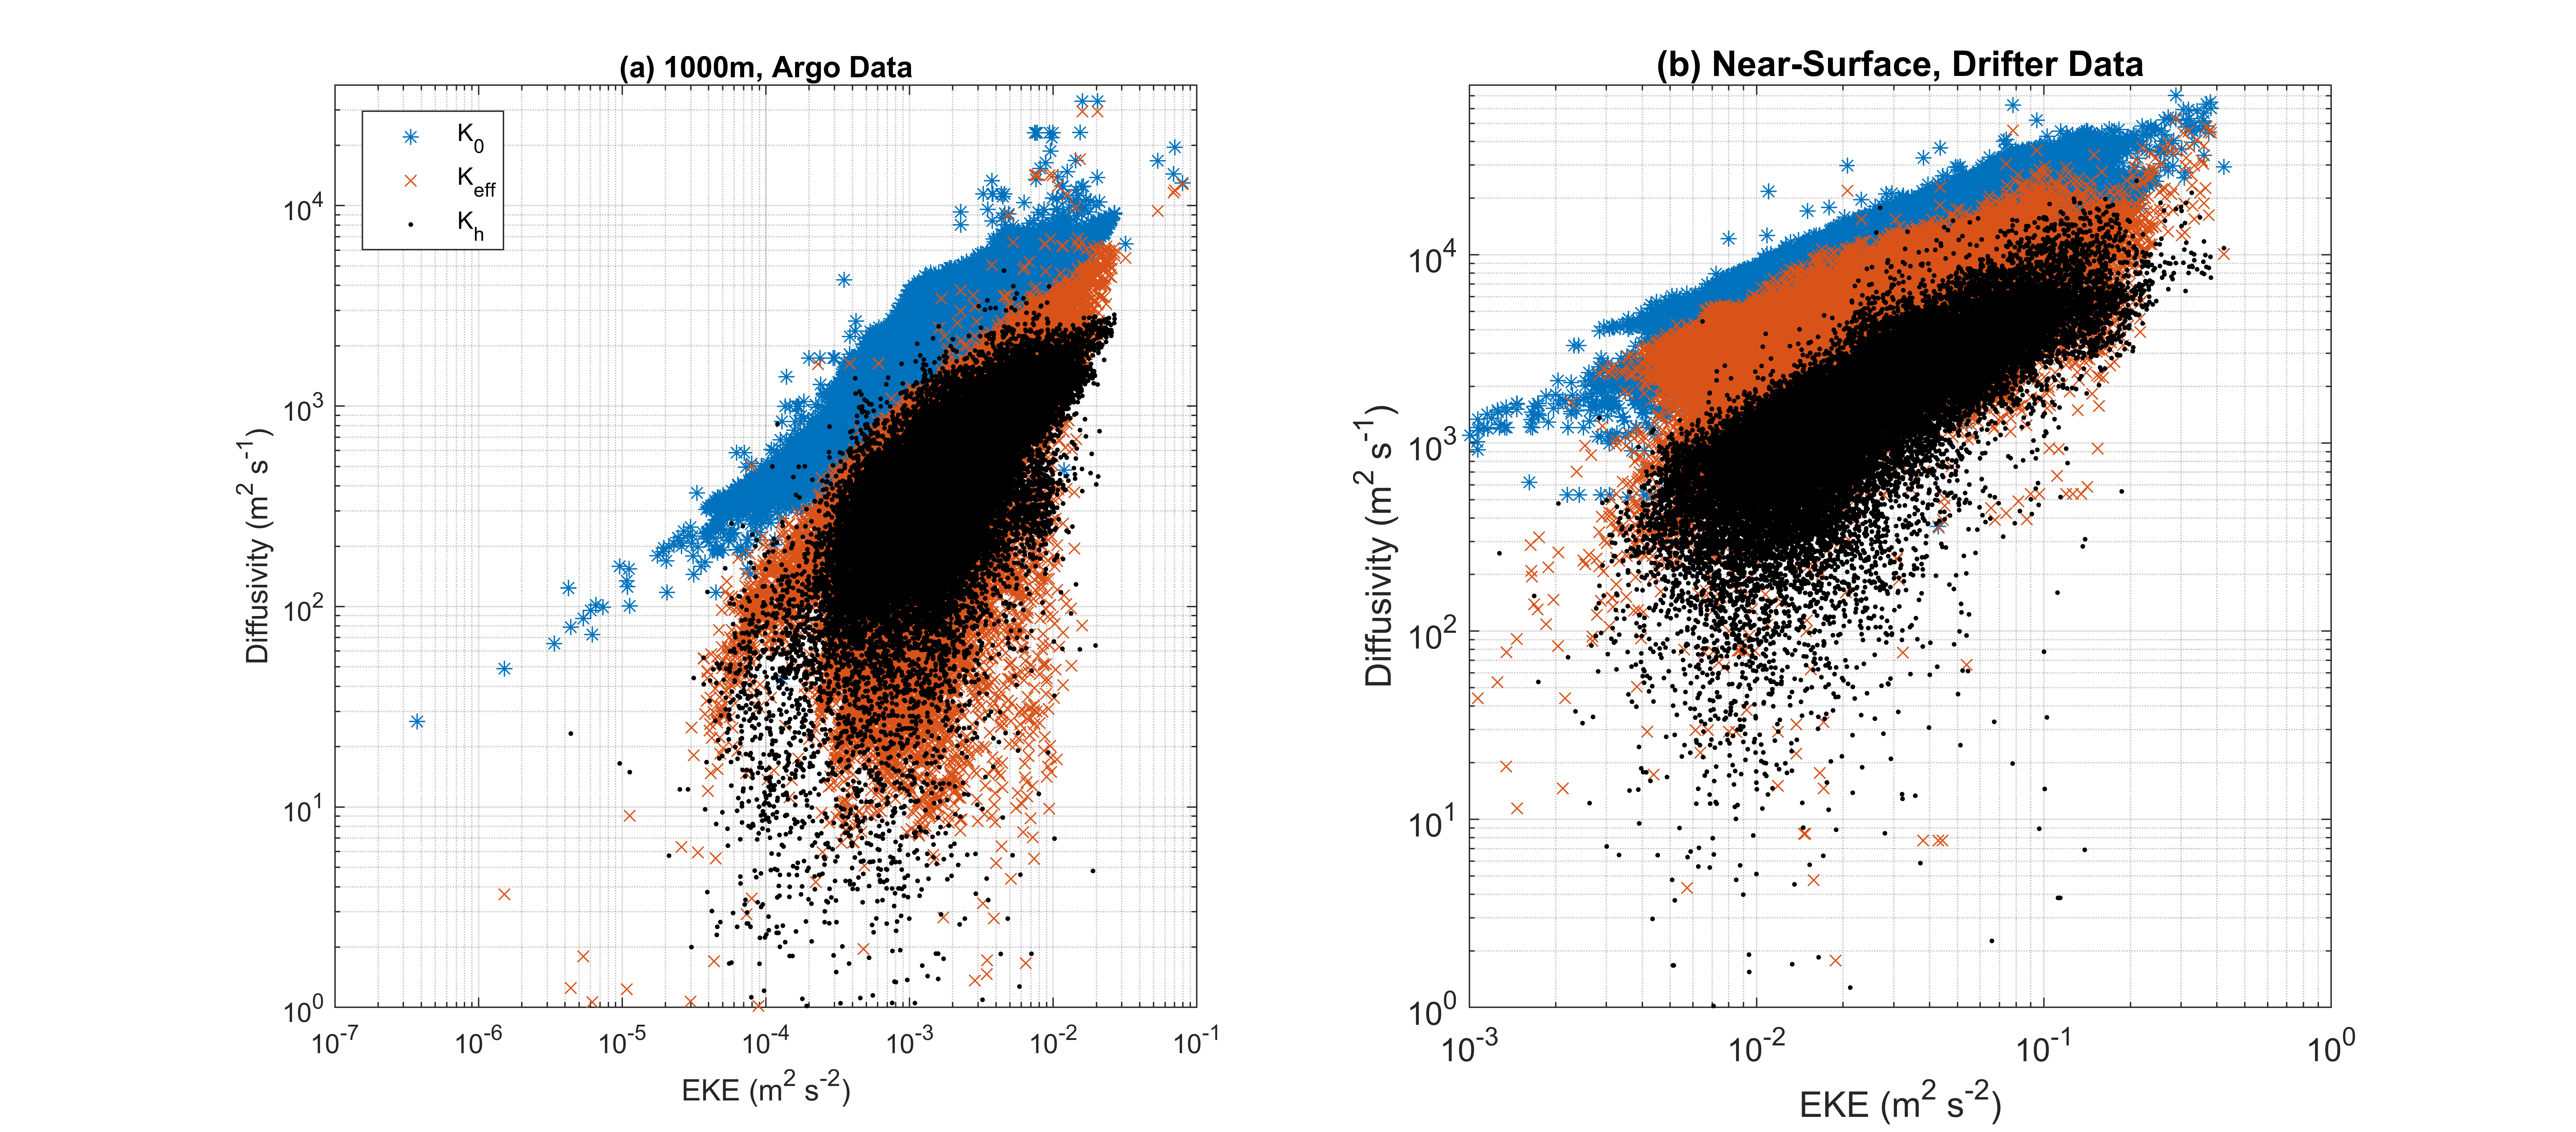 (a) 1000m, Argo Data
K0
Keff
Kh
10^4
10^3
10^2
10^1
10^0
Diffusivity (m^2 s^-1)
10^-7 10^-6 10^-5 10^-4 10^-3 10^-2 10^-1
EKE (m^2 s^-2)
(b) Near-Surface, Drifter Data
10^4
10^3
10^2
10^1
10^0
Diffusivity (m^2 s^-1)
10^-3 10^-2 10^-1 10^0
EKE (m^2 s^-2)